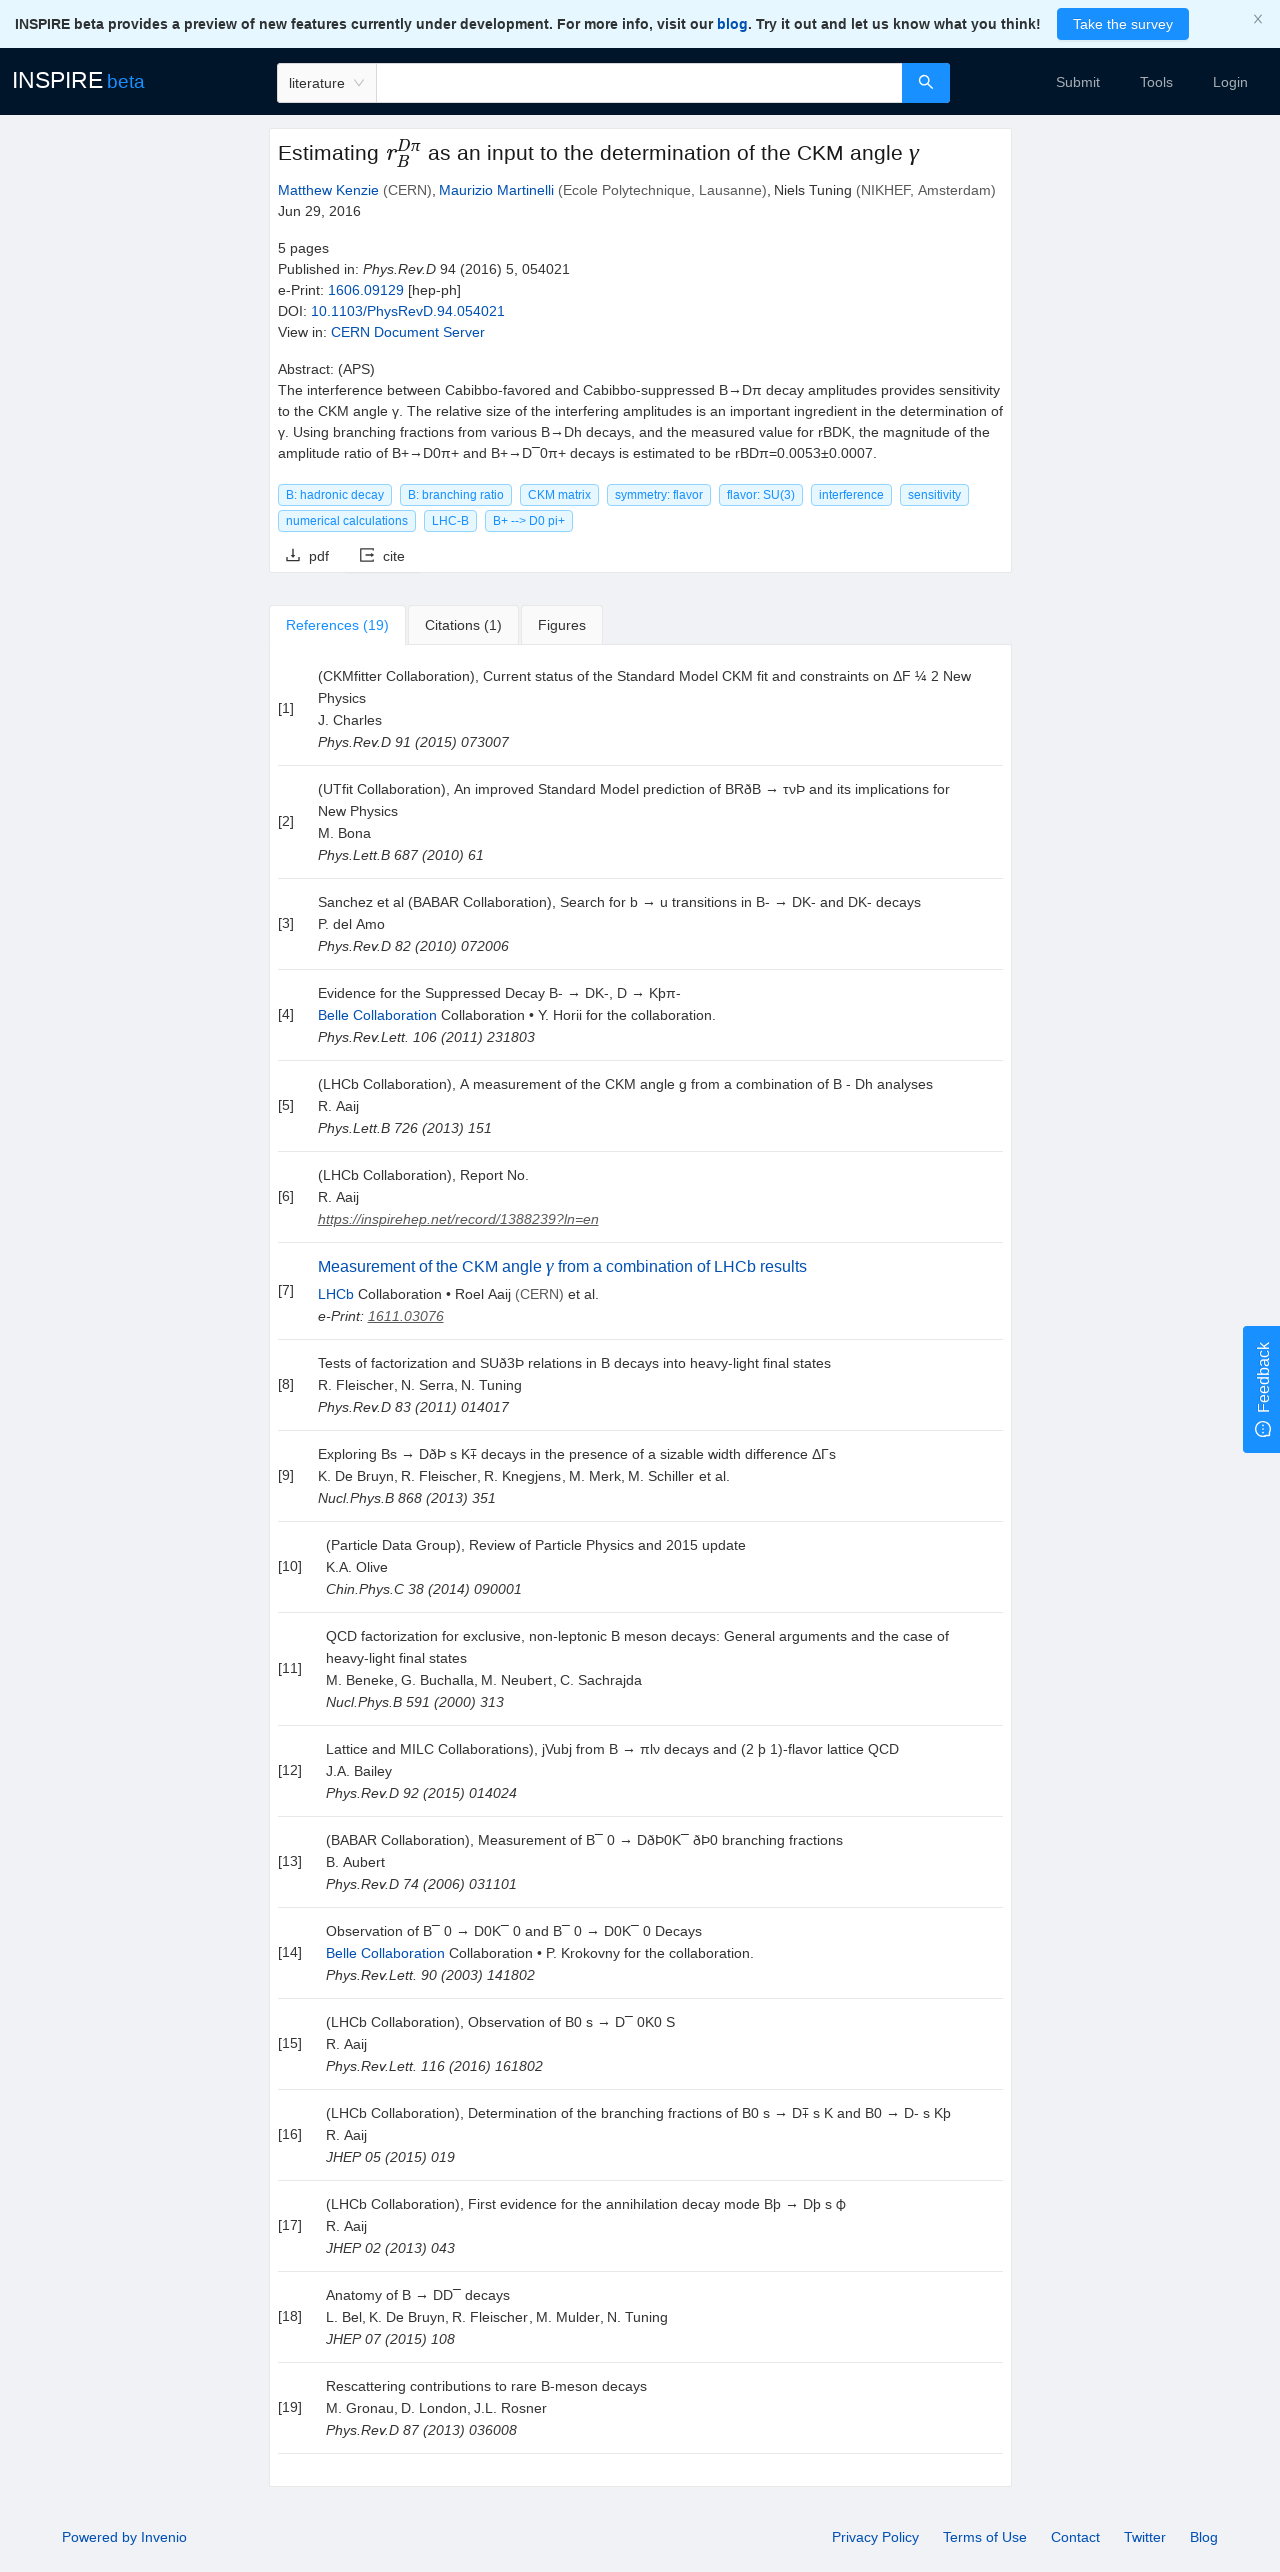 INSPIRE beta provides a preview of new features currently under development. For more info, visit our blog. Try it out and let us know what you think! Take the survey X
INSPIRE beta literature Submit Tools Login
Estimating r_B^{Dπ} as an input to the determination of the CKM angle γ
Matthew Kenzie (CERN), Maurizio Martinelli (Ecole Polytechnique, Lausanne), Niels Tuning (NIKHEF, Amsterdam)
Jun 29, 2016
5 pages
Published in: Phys.Rev.D 94 (2016) 5, 054021
e-Print: 1606.09129 [hep-ph]
DOI: 10.1103/PhysRevD.94.054021
View in: CERN Document Server
Abstract: (APS)
The interference between Cabibbo-favored and Cabibbo-suppressed B→Dπ decay amplitudes provides sensitivity
to the CKM angle γ. The relative size of the interfering amplitudes is an important ingredient in the determination of
γ. Using branching fractions from various B→Dh decays, and the measured value for rBDK, the magnitude of the
amplitude ratio of B+→D0π+ and B+→D¯0π+ decays is estimated to be rBDπ=0.0053±0.0007.
B: hadronic decay B: branching ratio CKM matrix symmetry: flavor flavor: SU(3) interference sensitivity
numerical calculations LHC-B B+ --> D0 pi+
pdf cite
References (19) Citations (1) Figures
(CKMfitter Collaboration), Current status of the Standard Model CKM fit and constraints on ΔF ¼ 2 New
Physics
[1]
J. Charles
Phys.Rev.D 91 (2015) 073007
(UTfit Collaboration), An improved Standard Model prediction of BRðB → τνÞ and its implications for
New Physics
[2]
M. Bona
Phys.Lett.B 687 (2010) 61
Sanchez et al (BABAR Collaboration), Search for b → u transitions in B- → DK- and DK- decays
[3] P. del Amo
Phys.Rev.D 82 (2010) 072006
Evidence for the Suppressed Decay B- → DK-, D → Kþπ-
[4] Belle Collaboration Collaboration • Y. Horii for the collaboration.
Phys.Rev.Lett. 106 (2011) 231803
(LHCb Collaboration), A measurement of the CKM angle g from a combination of B - Dh analyses
[5] R. Aaij
Phys.Lett.B 726 (2013) 151
(LHCb Collaboration), Report No.
[6] R. Aaij
https://inspirehep.net/record/1388239?ln=en
Measurement of the CKM angle γ from a combination of LHCb results
[7] LHCb Collaboration • Roel Aaij (CERN) et al.
e-Print: 1611.03076
Tests of factorization and SUð3Þ relations in B decays into heavy-light final states
[8] R. Fleischer, N. Serra, N. Tuning
Phys.Rev.D 83 (2011) 014017
Feedback
Exploring Bs → DðÞ s K∓ decays in the presence of a sizable width difference ΔΓs
[9] K. De Bruyn, R. Fleischer, R. Knegjens, M. Merk, M. Schiller et al.
Nucl.Phys.B 868 (2013) 351
(Particle Data Group), Review of Particle Physics and 2015 update
[10] K.A. Olive
Chin.Phys.C 38 (2014) 090001
QCD factorization for exclusive, non-leptonic B meson decays: General arguments and the case of
heavy-light final states
[11]
M. Beneke, G. Buchalla, M. Neubert, C. Sachrajda
Nucl.Phys.B 591 (2000) 313
Lattice and MILC Collaborations), jVubj from B → πlν decays and (2 þ 1)-flavor lattice QCD
[12] J.A. Bailey
Phys.Rev.D 92 (2015) 014024
(BABAR Collaboration), Measurement of B¯ 0 → DðÞ0K¯ ðÞ0 branching fractions
[13] B. Aubert
Phys.Rev.D 74 (2006) 031101
Observation of B¯ 0 → D0K¯ 0 and B¯ 0 → D0K¯ 0 Decays
[14] Belle Collaboration Collaboration • P. Krokovny for the collaboration.
Phys.Rev.Lett. 90 (2003) 141802
(LHCb Collaboration), Observation of B0 s → D¯ 0K0 S
[15] R. Aaij
Phys.Rev.Lett. 116 (2016) 161802
(LHCb Collaboration), Determination of the branching fractions of B0 s → D∓ s K and B0 → D- s Kþ
[16] R. Aaij
JHEP 05 (2015) 019
(LHCb Collaboration), First evidence for the annihilation decay mode Bþ → Dþ s ϕ
[17] R. Aaij
JHEP 02 (2013) 043
Anatomy of B → DD¯ decays
[18] L. Bel, K. De Bruyn, R. Fleischer, M. Mulder, N. Tuning
JHEP 07 (2015) 108
Rescattering contributions to rare B-meson decays
[19] M. Gronau, D. London, J.L. Rosner
Phys.Rev.D 87 (2013) 036008
Powered by Invenio Privacy Policy Terms of Use Contact Twitter Blog